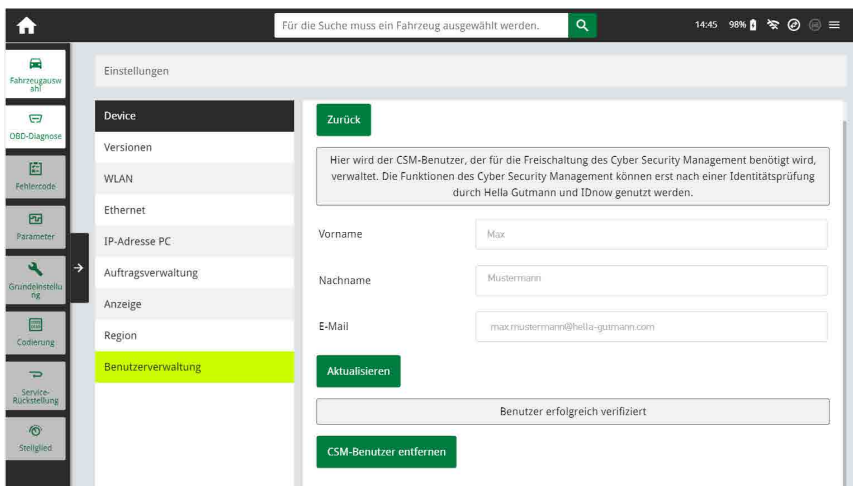 Für die Suche muss ein Fahrzeug ausgewählt werden.
14:45 98%
Fahrzeugausw
ahl
OBD-Diagnose
Fehlercode
Parameter
Grundeinstellu
ng
Codierung
Service-
Rückstellung
Stellglied
Einstellungen
Device
Versionen
WLAN
Ethernet
IP-Adresse PC
Auftragsverwaltung
Anzeige
Region
Benutzerverwaltung
Zurück
Hier wird der CSM-Benutzer, der für die Freischaltung des Cyber Security Management benötigt wird,
verwaltet. Die Funktionen des Cyber Security Management können erst nach einer Identitätsprüfung
durch Hella Gutmann und IDnow genutzt werden.
Vorname Max
Nachname Mustermann
E-Mail max.mustermann@hella-gutmann.com
Aktualisieren
Benutzer erfolgreich verifiziert
CSM-Benutzer entfernen